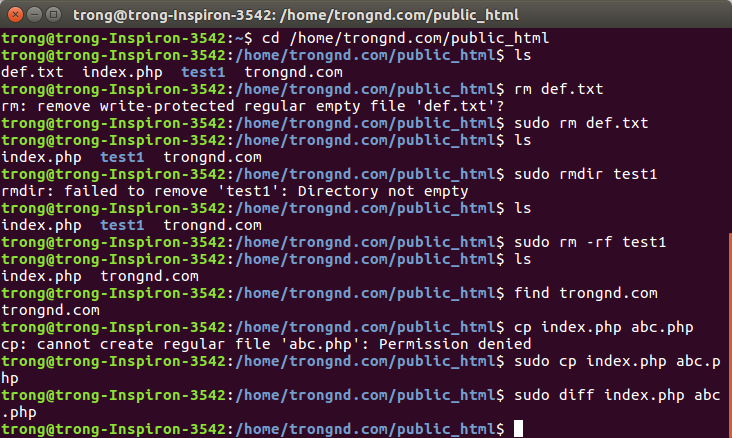 trong@trong-Inspiron-3542: /home/trongnd.com/public_html
trong@trong-Inspiron-3542:~$ cd /home/trongnd.com/public_html
trong@trong-Inspiron-3542:/home/trongnd.com/public_html$ ls
def.txt  index.php  test1  trongnd.com
trong@trong-Inspiron-3542:/home/trongnd.com/public_html$ rm def.txt
rm: remove write-protected regular empty file 'def.txt'?
trong@trong-Inspiron-3542:/home/trongnd.com/public_html$ sudo rm def.txt
trong@trong-Inspiron-3542:/home/trongnd.com/public_html$ ls
index.php  test1  trongnd.com
trong@trong-Inspiron-3542:/home/trongnd.com/public_html$ sudo rmdir test1
rmdir: failed to remove 'test1': Directory not empty
trong@trong-Inspiron-3542:/home/trongnd.com/public_html$ ls
index.php  test1  trongnd.com
trong@trong-Inspiron-3542:/home/trongnd.com/public_html$ sudo rm -rf test1
trong@trong-Inspiron-3542:/home/trongnd.com/public_html$ ls
index.php  trongnd.com
trong@trong-Inspiron-3542:/home/trongnd.com/public_html$ find trongnd.com
trongnd.com
trong@trong-Inspiron-3542:/home/trongnd.com/public_html$ cp index.php abc.php
cp: cannot create regular file 'abc.php': Permission denied
trong@trong-Inspiron-3542:/home/trongnd.com/public_html$ sudo cp index.php abc.p
hp
trong@trong-Inspiron-3542:/home/trongnd.com/public_html$ sudo diff index.php abc
.php
trong@trong-Inspiron-3542:/home/trongnd.com/public_html$